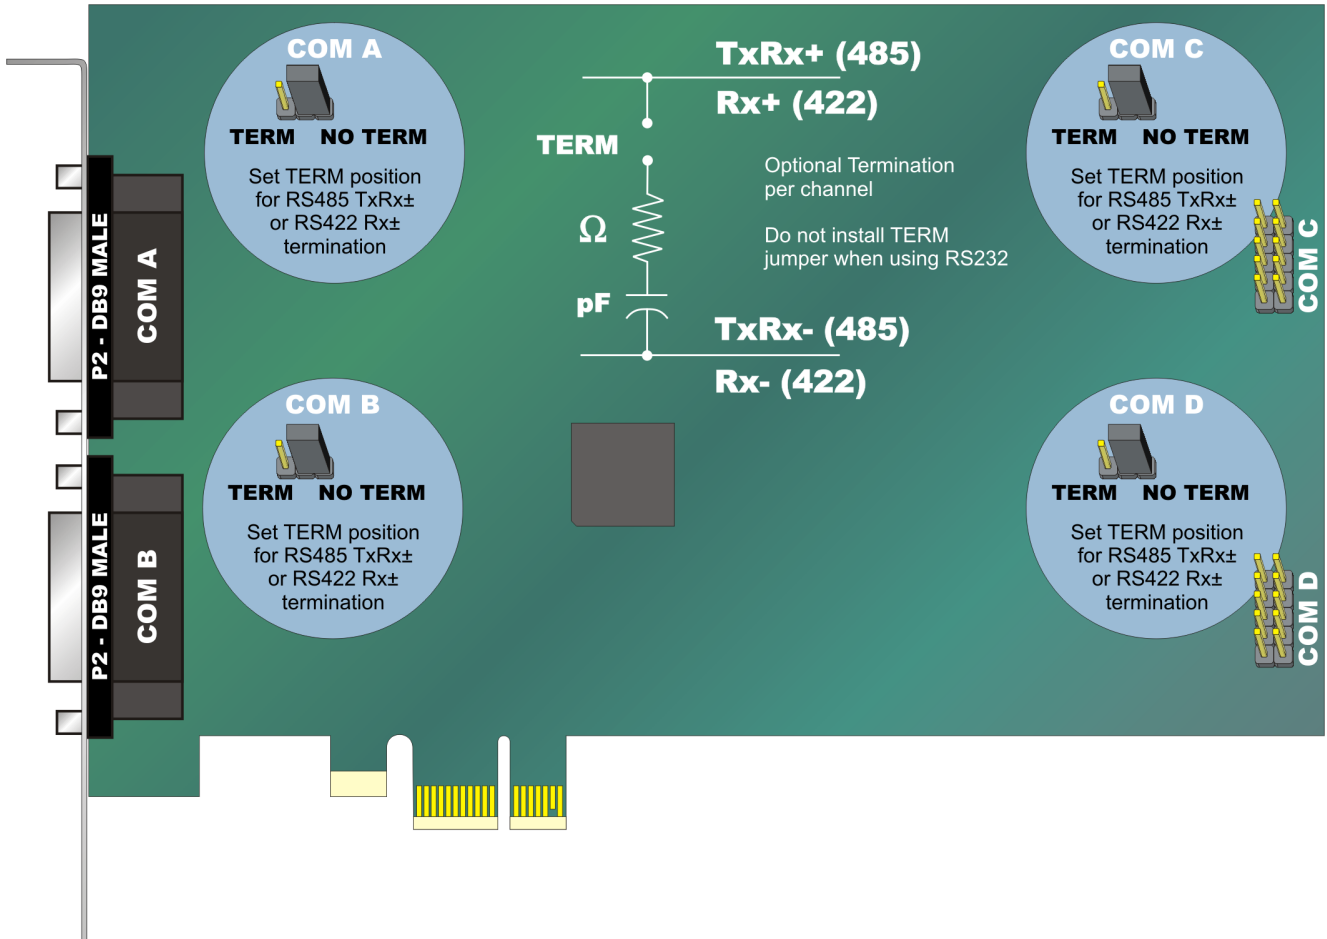 COM A
TERM NO TERM
Set TERM position
for RS485 TxRx±
or RS422 Rx±
termination
P2 - DB9 MALE
COM A
TxRx+ (485)
Rx+ (422)
TERM
Ω
pF
Optional Termination
per channel
Do not install TERM
jumper when using RS232
TxRx- (485)
Rx- (422)
COM C
TERM NO TERM
Set TERM position
for RS485 TxRx±
or RS422 Rx±
termination
COM C
COM B
TERM NO TERM
Set TERM position
for RS485 TxRx±
or RS422 Rx±
termination
P2 - DB9 MALE
COM B
COM D
TERM NO TERM
Set TERM position
for RS485 TxRx±
or RS422 Rx±
termination
COM D